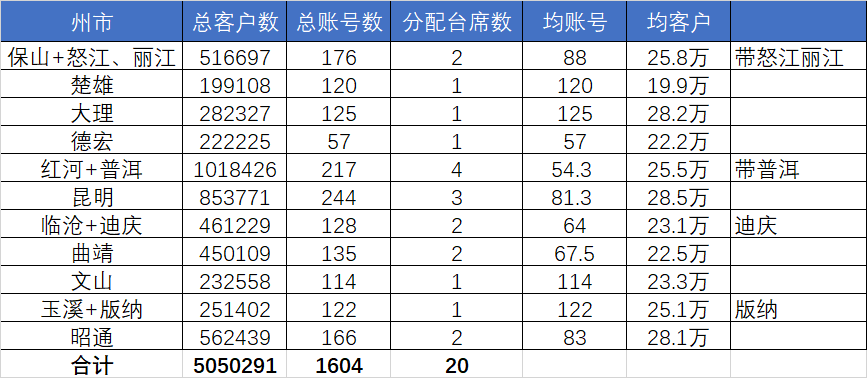 州市 总客户数 总账号数 分配台席数 均账号 均客户
保山+怒江、丽江 516697 176 2 88 25.8万 带怒江丽江
楚雄 199108 120 1 120 19.9万
大理 282327 125 1 125 28.2万
德宏 222225 57 1 57 22.2万
红河+普洱 1018426 217 4 54.3 25.5万 带普洱
昆明 853771 244 3 81.3 28.5万
临沧+迪庆 461229 128 2 64 23.1万 迪庆
曲靖 450109 135 2 67.5 22.5万
文山 232558 114 1 114 23.3万
玉溪+版纳 251402 122 1 122 25.1万 版纳
昭通 562439 166 2 83 28.1万
合计 5050291 1604 20